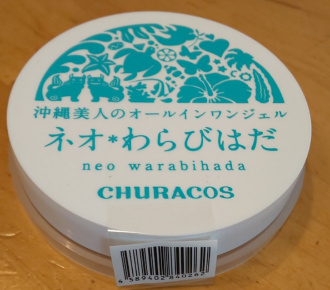 沖縄美人のオールインワンジェル
ネオ*わらびはだ
neo warabihada
CHURACOS
4589402840262